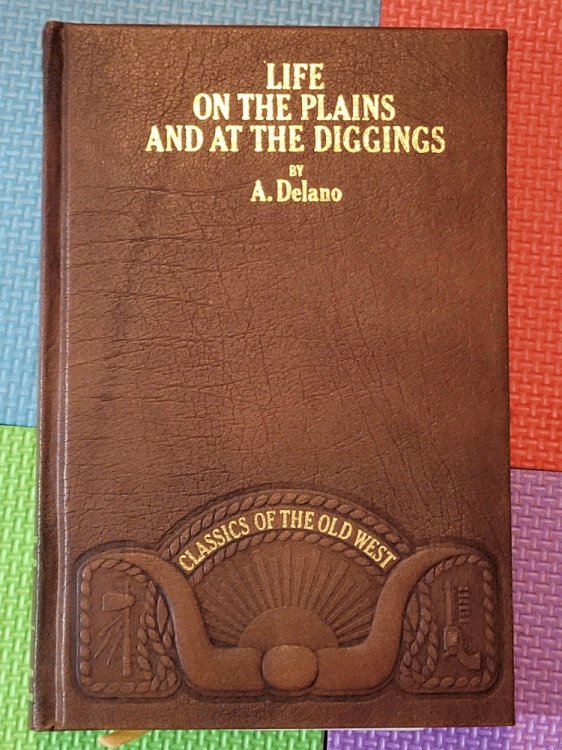 LIFE
ON THE PLAINS
AND AT THE DIGGINGS
BY
A. Delano
CLASSICS OF THE OLD WEST